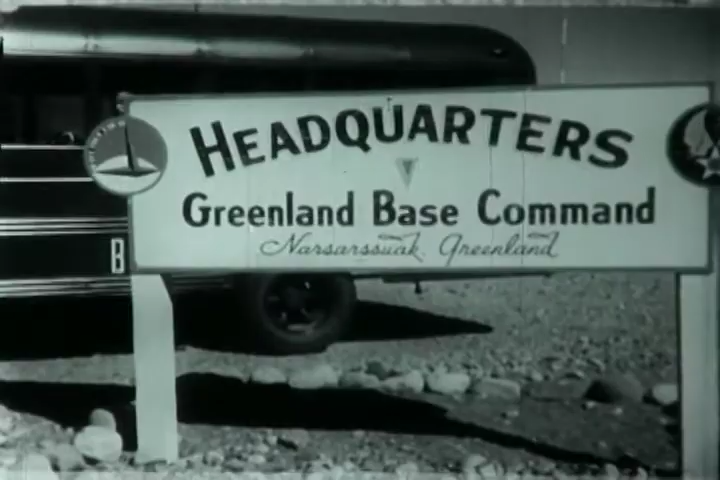 HEADQUARTERS
Greenland Base Command
Narsarssuak, Greenland
B